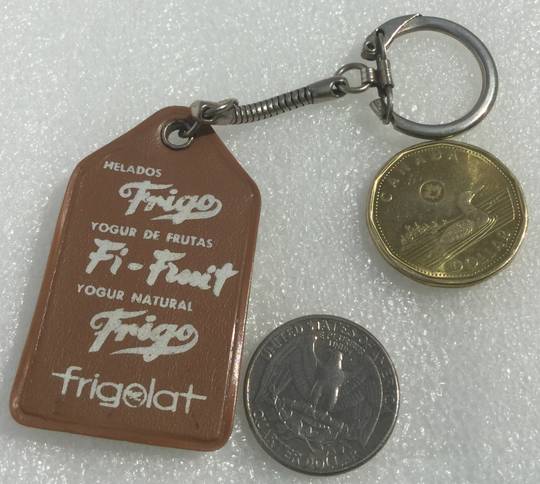 HELADOS
Frigo
YOGUR DE FRUTAS
Fi-Fruit
YOGUR NATURAL
Frigo
frigolat
CANADA
DOLLAR
UNITED STATES OF AMERICA
QUARTER DOLLAR